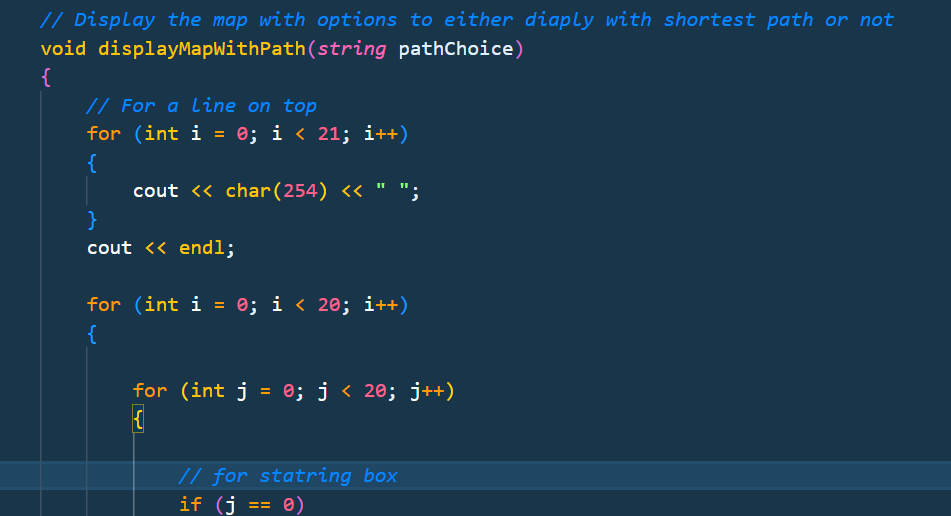 // Display the map with options to either diaply with shortest path or not
void displayMapWithPath(string pathChoice)
{
// For a line on top
for (int i = 0; i < 21; i++)
{
cout << char(254) << " ";
}
cout << endl;
for (int i = 0; i < 20; i++)
{
for (int j = 0; j < 20; j++)
{
// for statring box
if (j == 0)